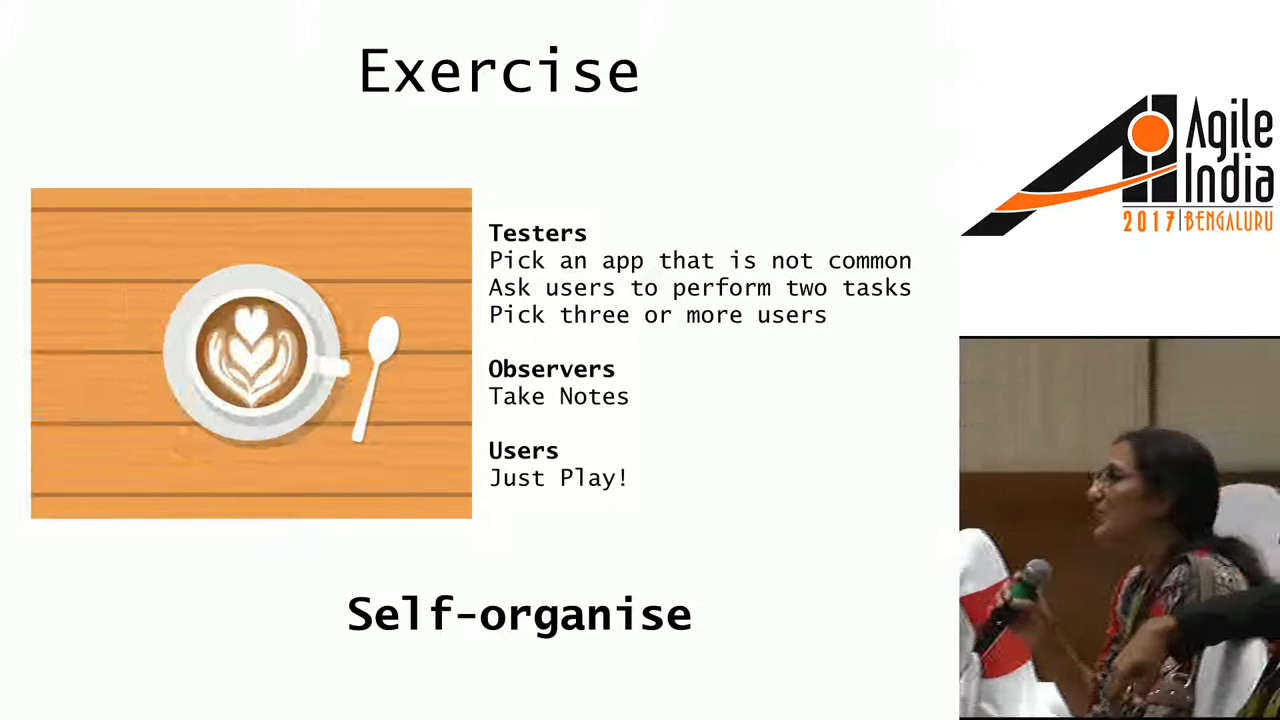 Exercise
Testers
Pick an app that is not common
Ask users to perform two tasks
Pick three or more users
Observers
Take Notes
Users
Just Play!
Self-organise
Agile
India
2017 | BENGALURU